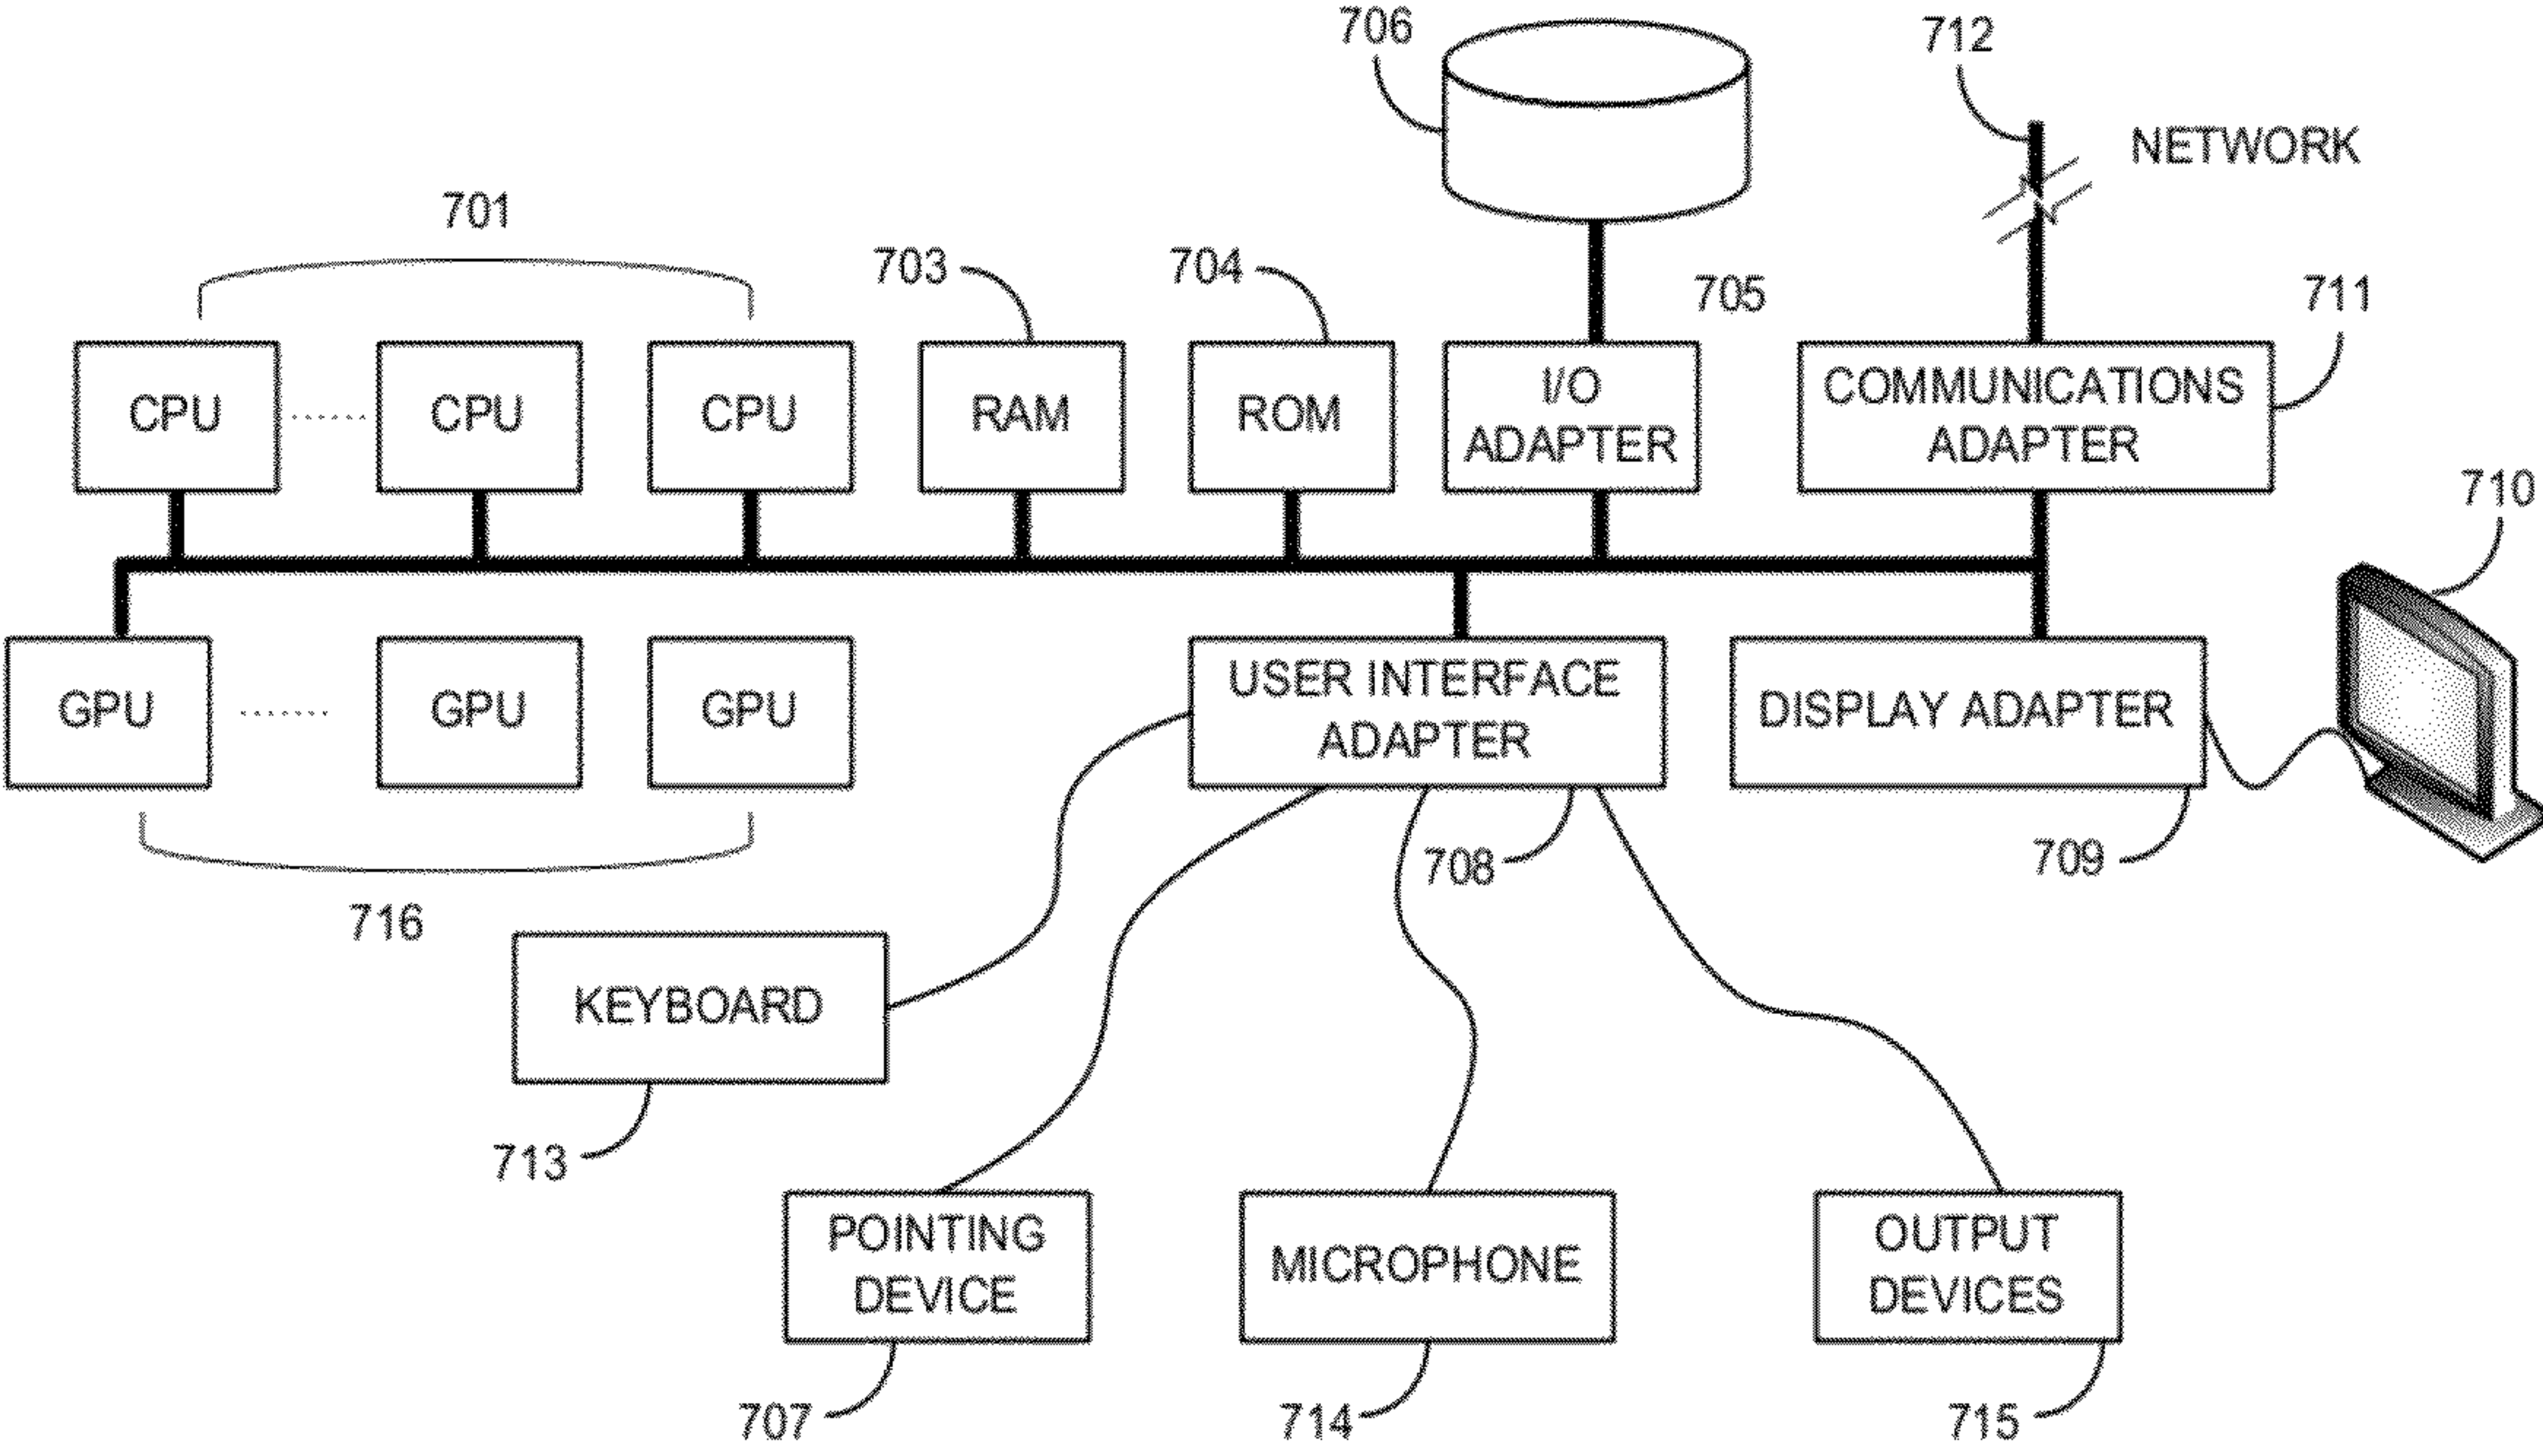 706
712
NETWORK
701
703
704
705
711
CPU
CPU
CPU
RAM
ROM
I/O
ADAPTER
COMMUNICATIONS
ADAPTER
710
GPU
GPU
GPU
USER INTERFACE
ADAPTER
DISPLAY ADAPTER
708
709
716
KEYBOARD
713
POINTING
DEVICE
MICROPHONE
OUTPUT
DEVICES
707
714
715